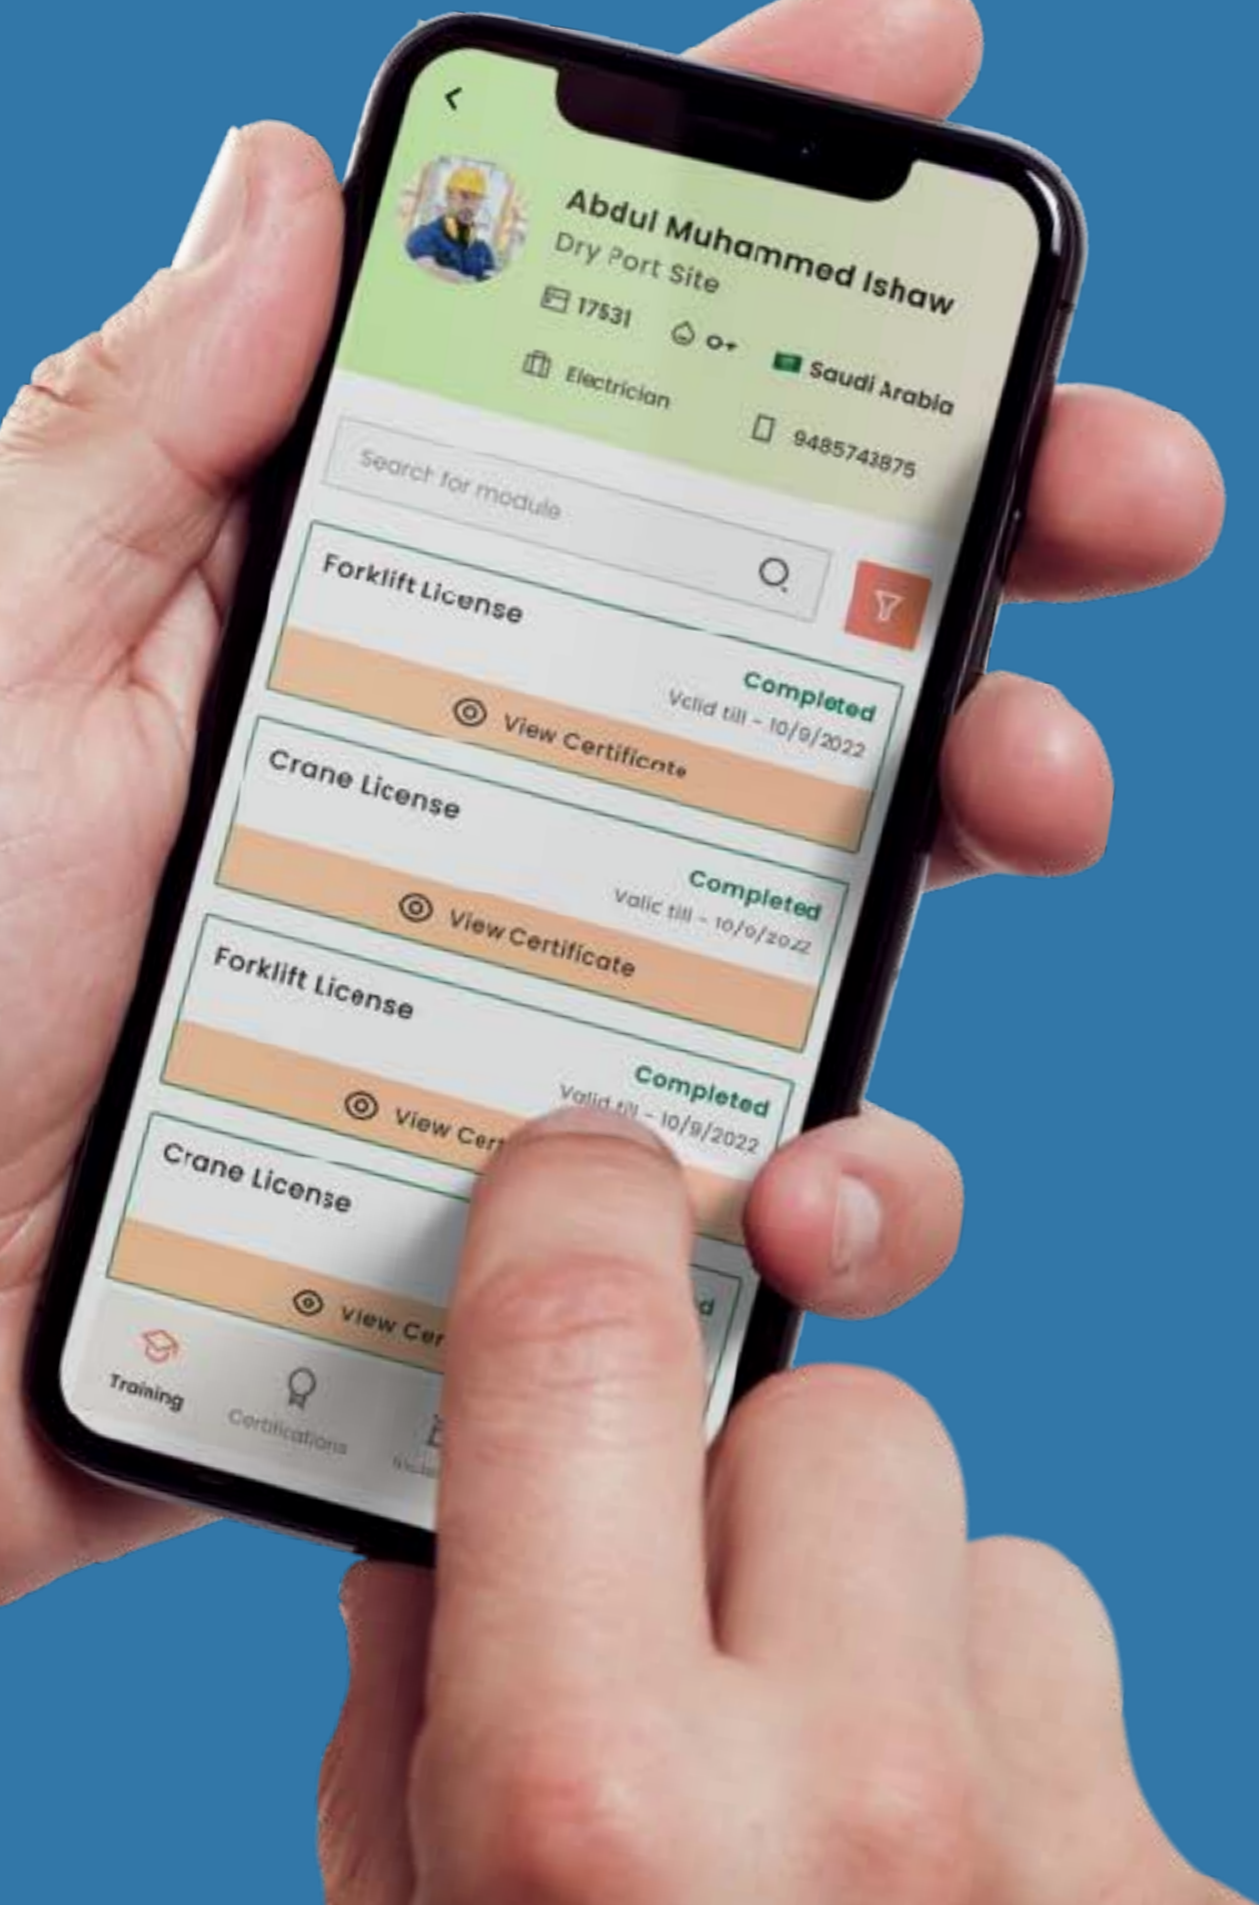 Abdul Muhammed Ishaw
Dry Port Site
17531 O+ Saudi Arabia
Electrician 9485743875
Search for module
Forklift License
Completed
Valid till - 10/9/2022
View Certificate
Crane License
Completed
Valid till - 10/9/2022
View Certificate
Forklift License
Completed
Valid till - 10/9/2022
View
Crane License
View
Training
Certifications